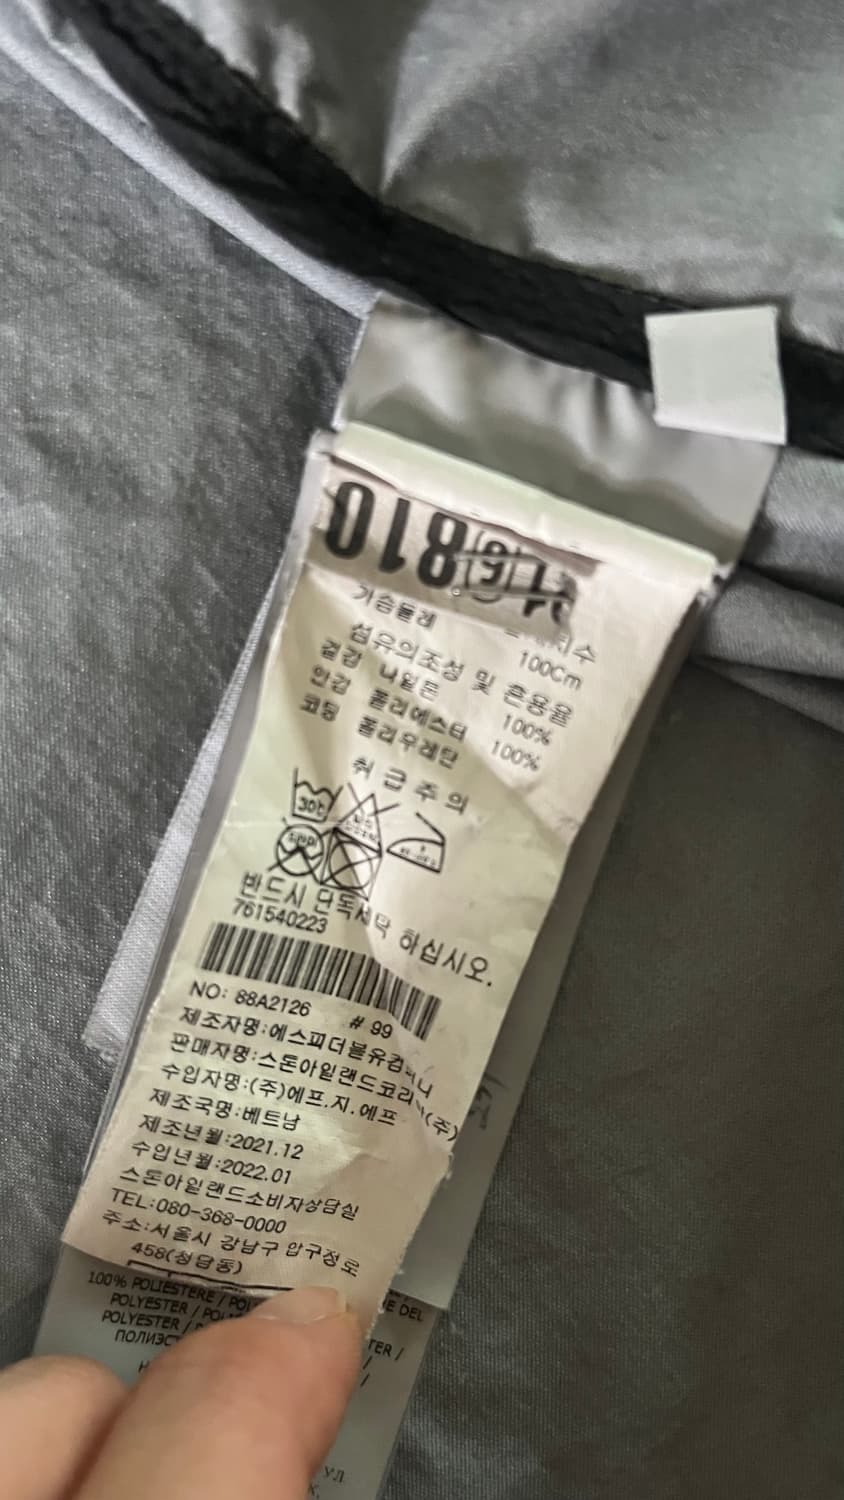 810
가슴둘레
100Cm
섬유의조성 및 혼용율
겉감 나일론 100%
안감 폴리에스터 100%
코팅 폴리우레탄
취급주의
30℃
반드시 단독세탁 하십시오.
761540223
NO: 88A2126 # 99
제조자명:에스피더블유컴퍼니
판매자명:스톤아일랜드코리아(주)
수입자명:(주)에프.지.에프
제조국명:베트남
제조년월:2021.12
수입년월:2022.01
스톤아일랜드소비자상담실
TEL:080-368-0000
주소:서울시 강남구 압구정로
458(청담동)
100% POLIESTERE /
POLYESTER /
POLYESTER /